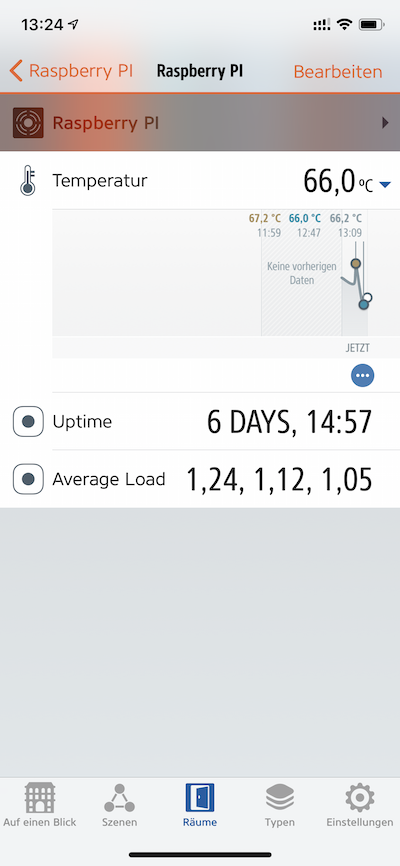 13:24
Raspberry PI
Raspberry PI
Bearbeiten
Raspberry PI
Temperatur
66,0 °C
67,2 °C 66,0 °C 66,2 °C
11:59 12:47 13:09
Keine vorherigen
Daten
JETZT
Uptime
6 DAYS, 14:57
Average Load
1,24, 1,12, 1,05
Auf einen Blick
Szenen
Räume
Typen
Einstellungen